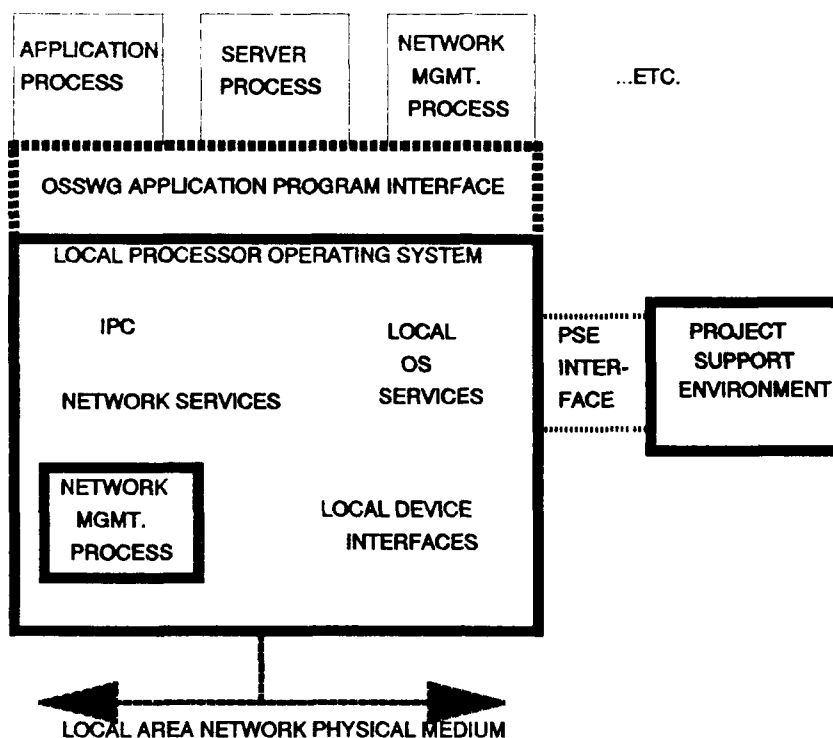 APPLICATION
PROCESS
SERVER
PROCESS
NETWORK
MGMT.
PROCESS
...ETC.
OSSWG APPLICATION PROGRAM INTERFACE
LOCAL PROCESSOR OPERATING SYSTEM
IPC
LOCAL
OS
SERVICES
NETWORK SERVICES
NETWORK
MGMT.
PROCESS
LOCAL DEVICE
INTERFACES
PSE
INTER-
FACE
PROJECT
SUPPORT
ENVIRONMENT
LOCAL AREA NETWORK PHYSICAL MEDIUM